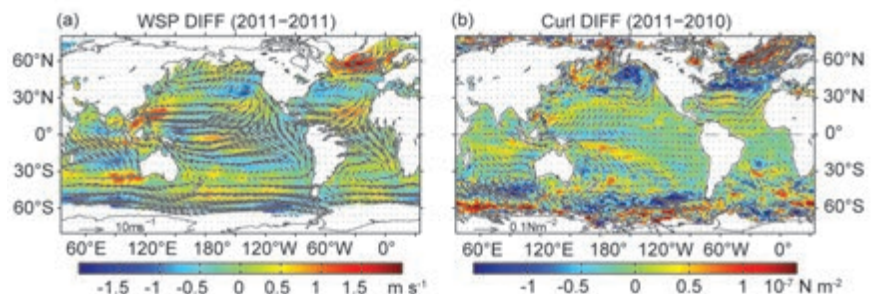 (a) WSP DIFF (2011−2011)
60°N
30°N
0°
30°S
60°S
10ms⁻¹
60°E 120°E 180° 120°W 60°W 0°
-1.5 -1 -0.5 0 0.5 1 1.5 m s⁻¹
(b) Curl DIFF (2011−2010)
60°N
30°N
0°
30°S
60°S
0.1Nm⁻²
60°E 120°E 180° 120°W 60°W 0°
-1 -0.5 0 0.5 1 10⁻⁷ N m⁻²